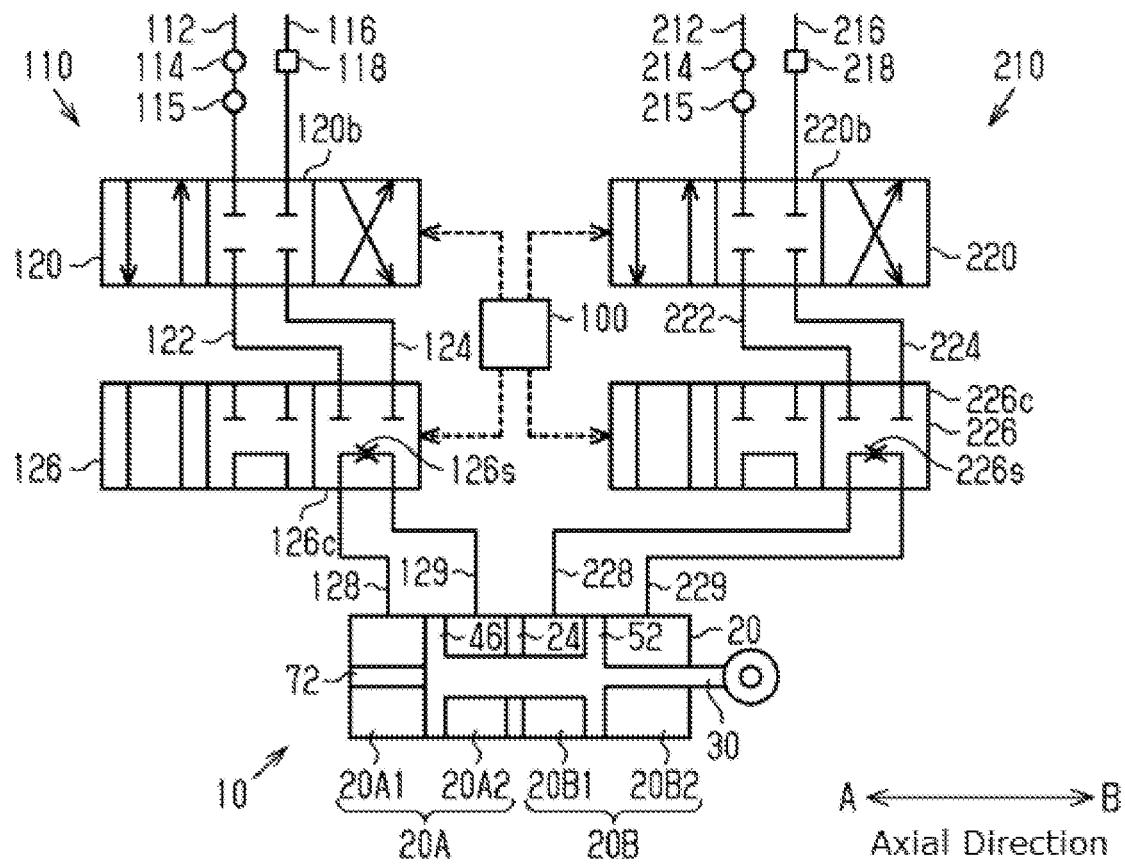 112 116 212 216
110 114 118 214 218 210
115 215
120b 220b
120 220
100
122 124 222 224
226c
226
126 126s 226s
126c
128 129 228 229
46 24 52 20
72
30
10 20A1 20A2 20B1 20B2 A B
20A 20B Axial Direction